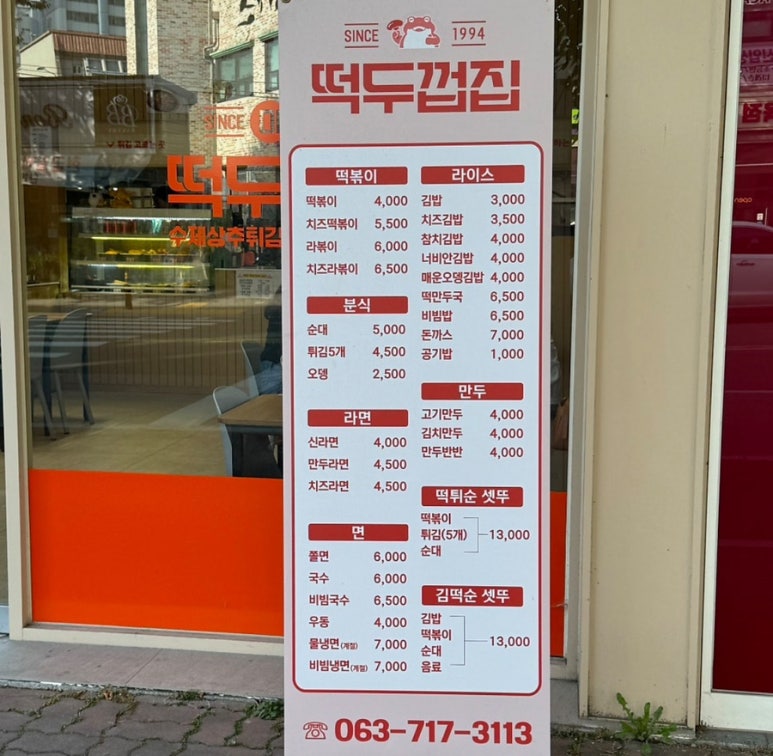 SINCE 1994
떡두껍집
떡볶이
떡볶이 4,000
치즈떡볶이 5,500
라볶이 6,000
치즈라볶이 6,500
분식
순대 5,000
튀김5개 4,500
오뎅 2,500
라면
신라면 4,000
만두라면 4,500
치즈라면 4,500
면
쫄면 6,000
국수 6,000
비빔국수 6,500
우동 4,000
물냉면(계절) 7,000
비빔냉면(계절) 7,000
라이스
김밥 3,000
치즈김밥 3,500
참치김밥 4,000
너비안김밥 4,000
매운오뎅김밥 4,000
떡만두국 6,500
비빔밥 6,500
돈까스 7,000
공기밥 1,000
만두
고기만두 4,000
김치만두 4,000
만두반반 4,000
떡튀순 셋뚜
떡볶이
튀김(5개) 13,000
순대
김떡순 셋뚜
김밥
떡볶이 13,000
순대
음료
☏ 063-717-3113
SINCE
떡두
수제상추튀김